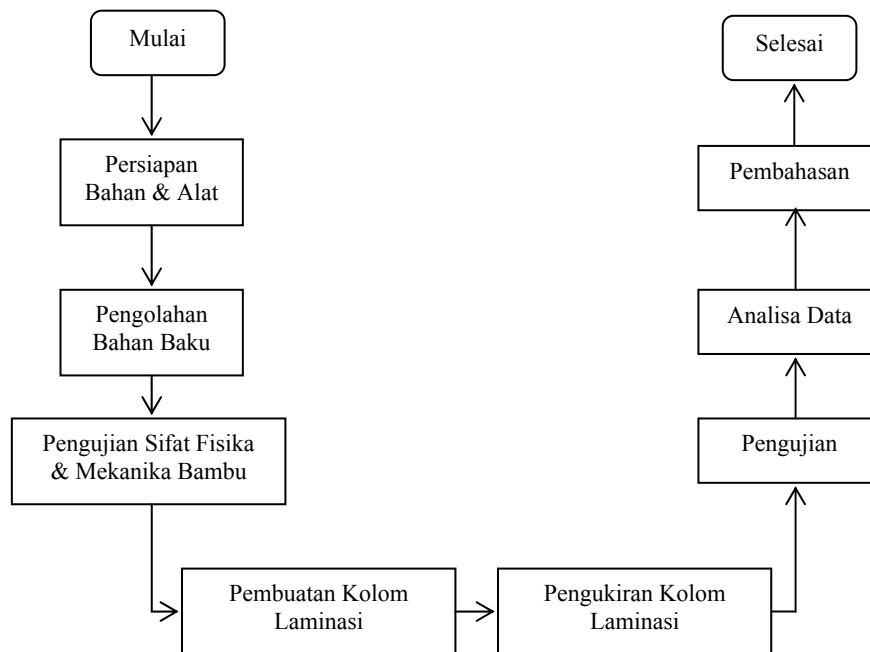 Mulai
Persiapan
Bahan & Alat
Pengolahan
Bahan Baku
Pengujian Sifat Fisika
& Mekanika Bambu
Pembuatan Kolom
Laminasi
Pengukiran Kolom
Laminasi
Pengujian
Analisa Data
Pembahasan
Selesai